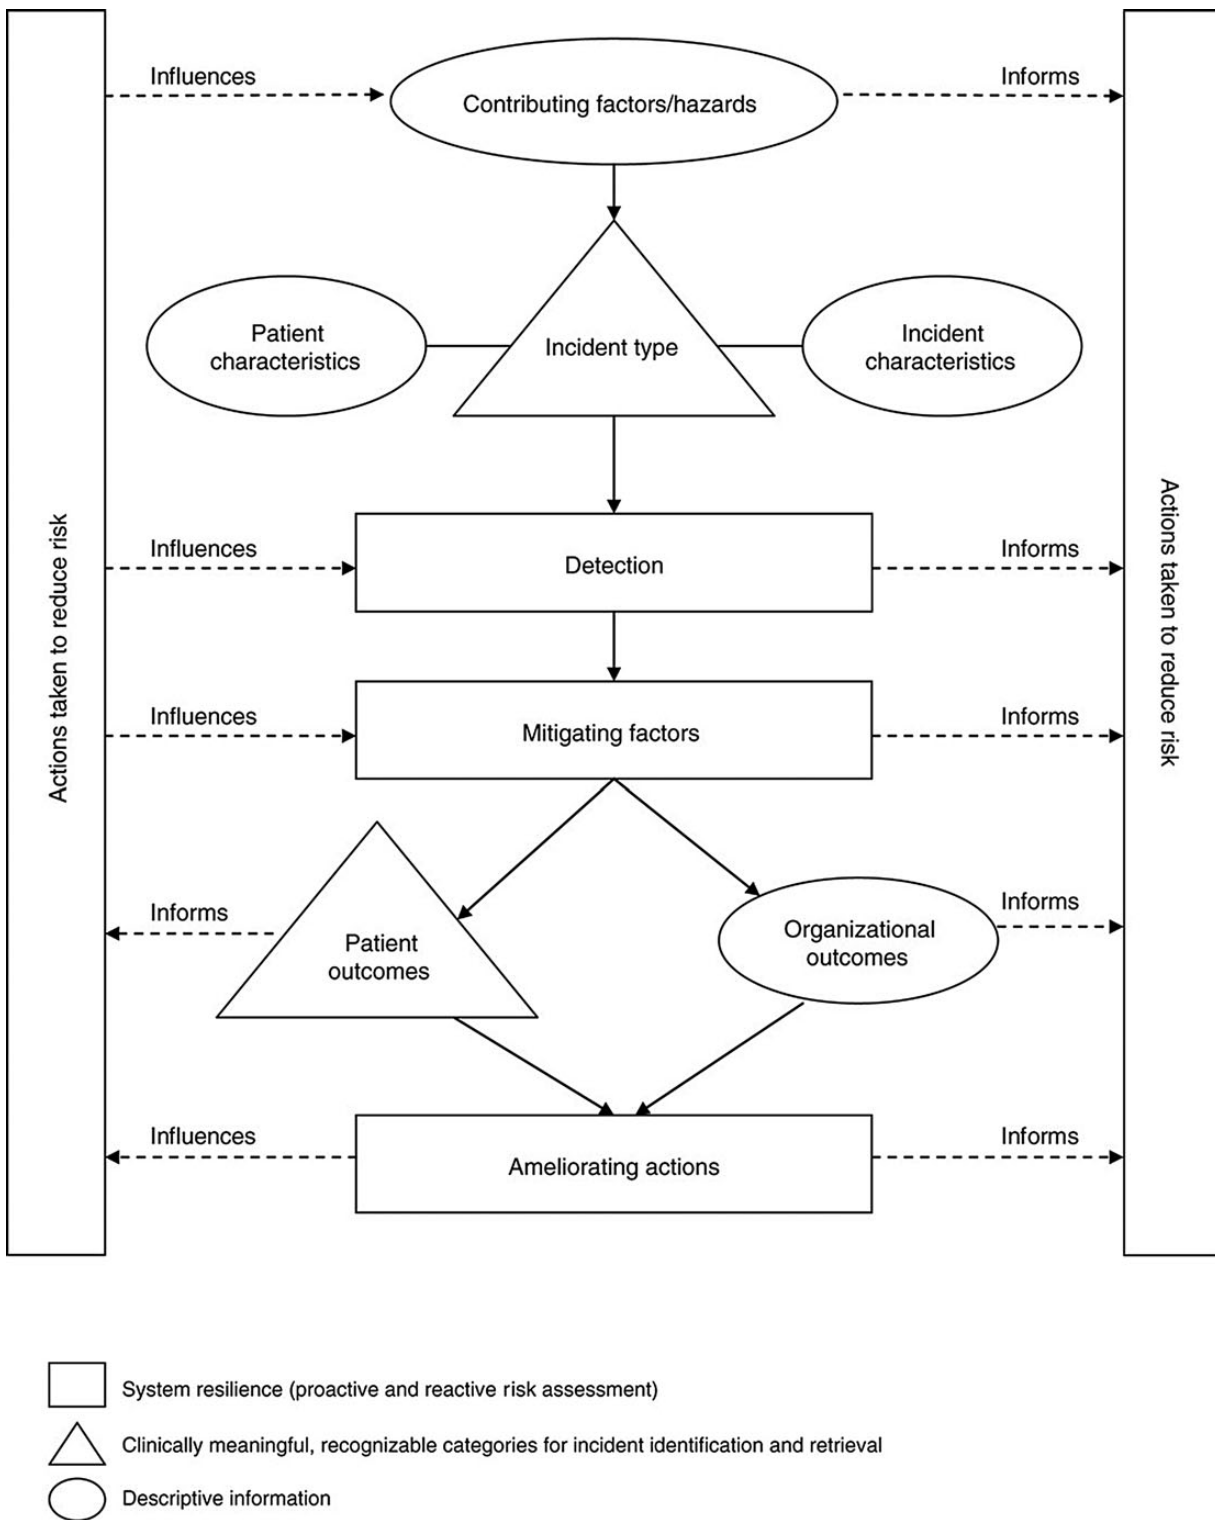 Influences
Informs
Contributing factors/hazards
Patient
characteristics
Incident type
Incident
characteristics
Actions taken to reduce risk
Actions taken to reduce risk
Influences
Informs
Detection
Influences
Informs
Mitigating factors
Informs
Informs
Patient
outcomes
Organizational
outcomes
Influences
Informs
Ameliorating actions
System resilience (proactive and reactive risk assessment)
Clinically meaningful, recognizable categories for incident identification and retrieval
Descriptive information